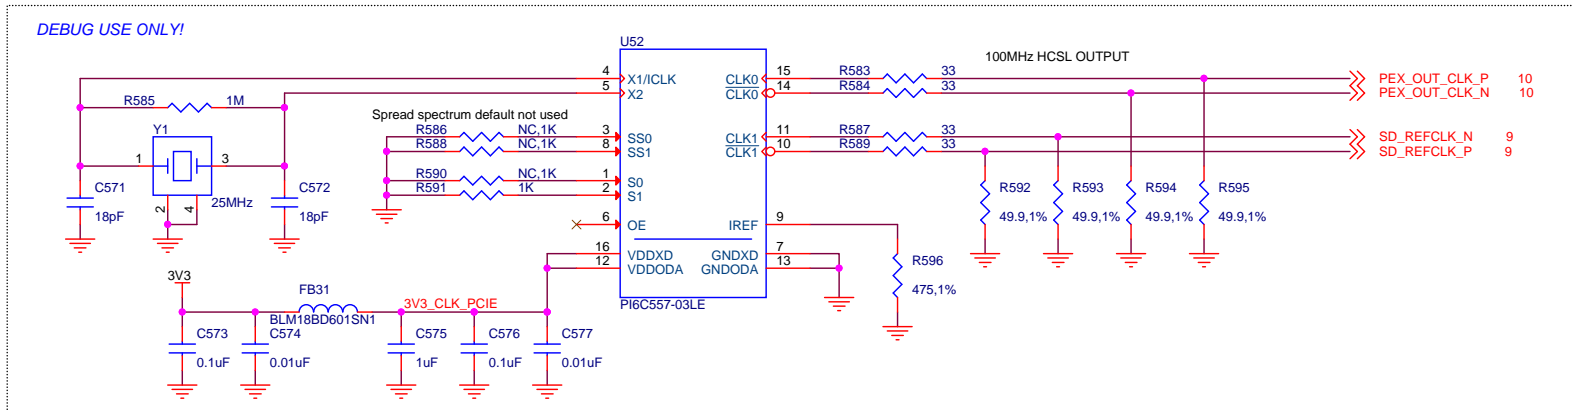 DEBUG USE ONLY!
U52
100MHz HCSL OUTPUT
4 X1/ICLK CLK0 15 R583 33 PEX_OUT_CLK_P 10
5 X2 CLK0 14 R584 33 PEX_OUT_CLK_N 10
R585 1M
Spread spectrum default not used
Y1
R586 NC,1K 3 SS0 CLK1 11 R587 33 SD_REFCLK_N 9
R588 NC,1K 8 SS1 CLK1 10 R589 33 SD_REFCLK_P 9
1 3
R590 NC,1K 1 S0
R591 1K 2 S1
C571 C572
R592 R593 R594 R595
2 4 25MHz
18pF 18pF
49.9,1% 49.9,1% 49.9,1% 49.9,1%
6 OE IREF 9
16 VDDXD GNDXD 7
12 VDDODA GNDODA 13
R596
475,1%
3V3
FB31
3V3_CLK_PCIE
PI6C557-03LE
BLM18BD601SN1
C573 C574 C575 C576 C577
0.1uF 0.01uF 1uF 0.1uF 0.01uF